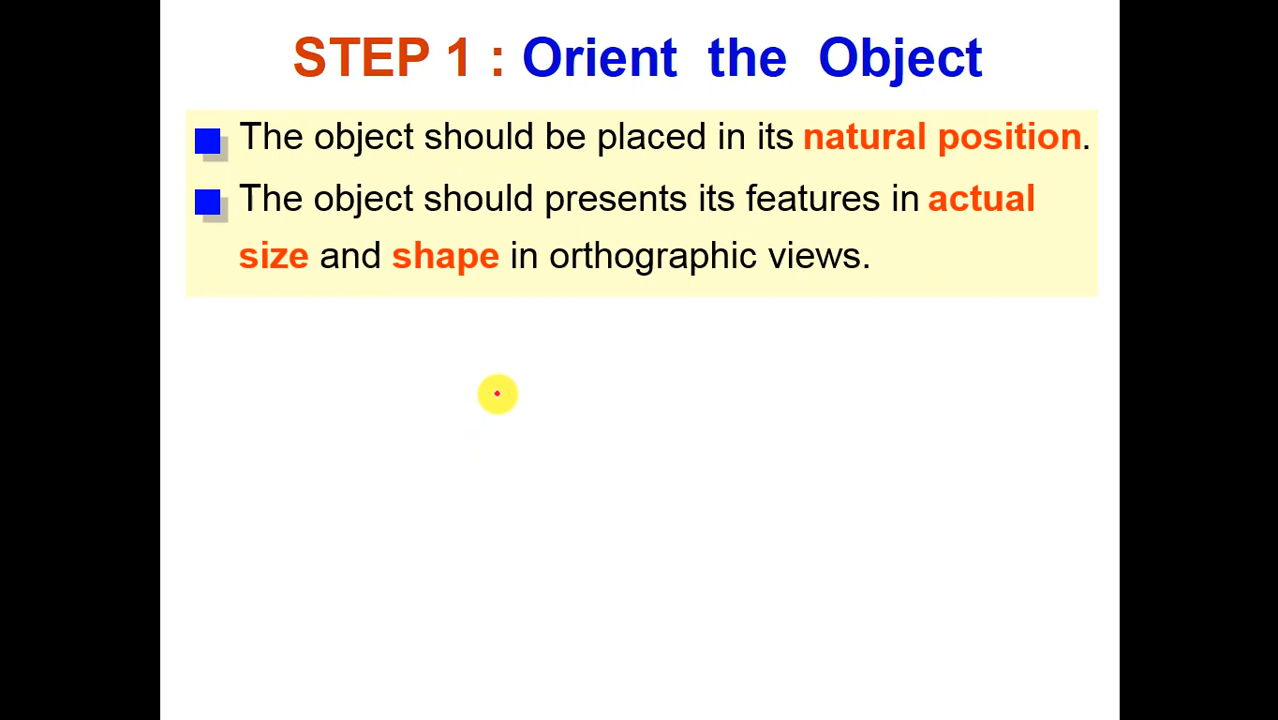 STEP 1 : Orient the Object
The object should be placed in its natural position.
The object should presents its features in actual
size and shape in orthographic views.